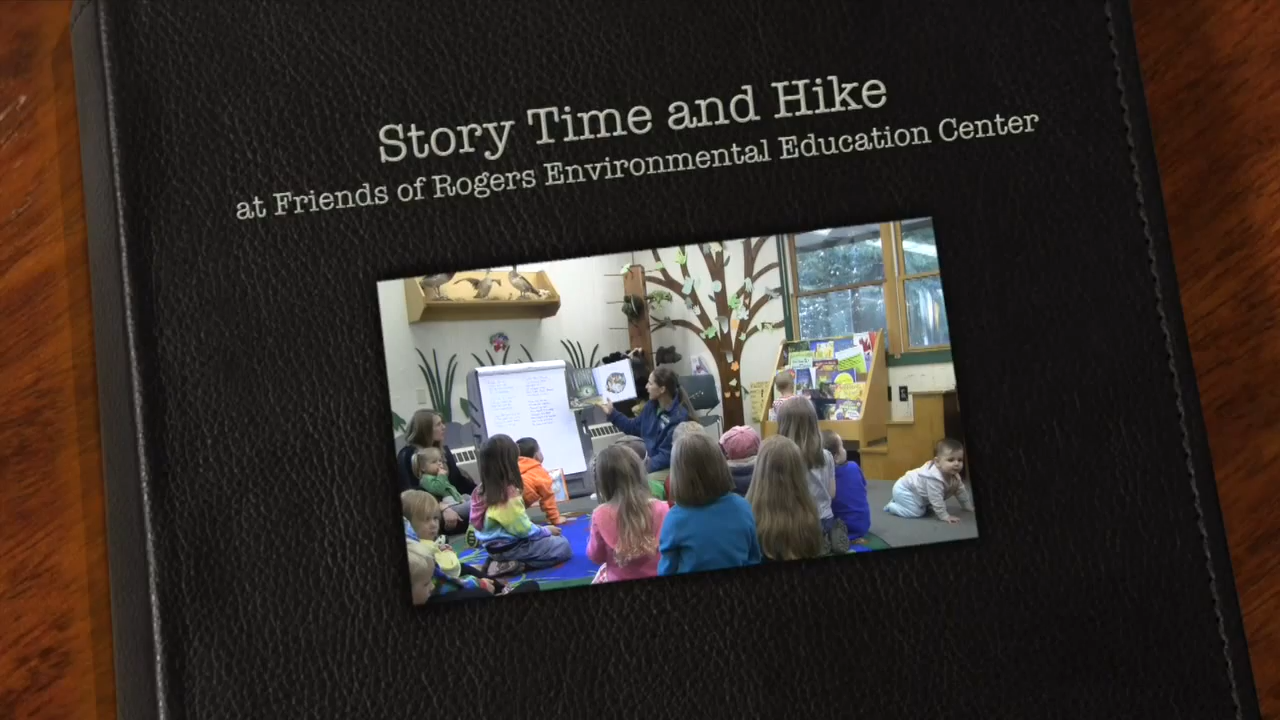 Story Time and Hike
at Friends of Rogers Environmental Education Center